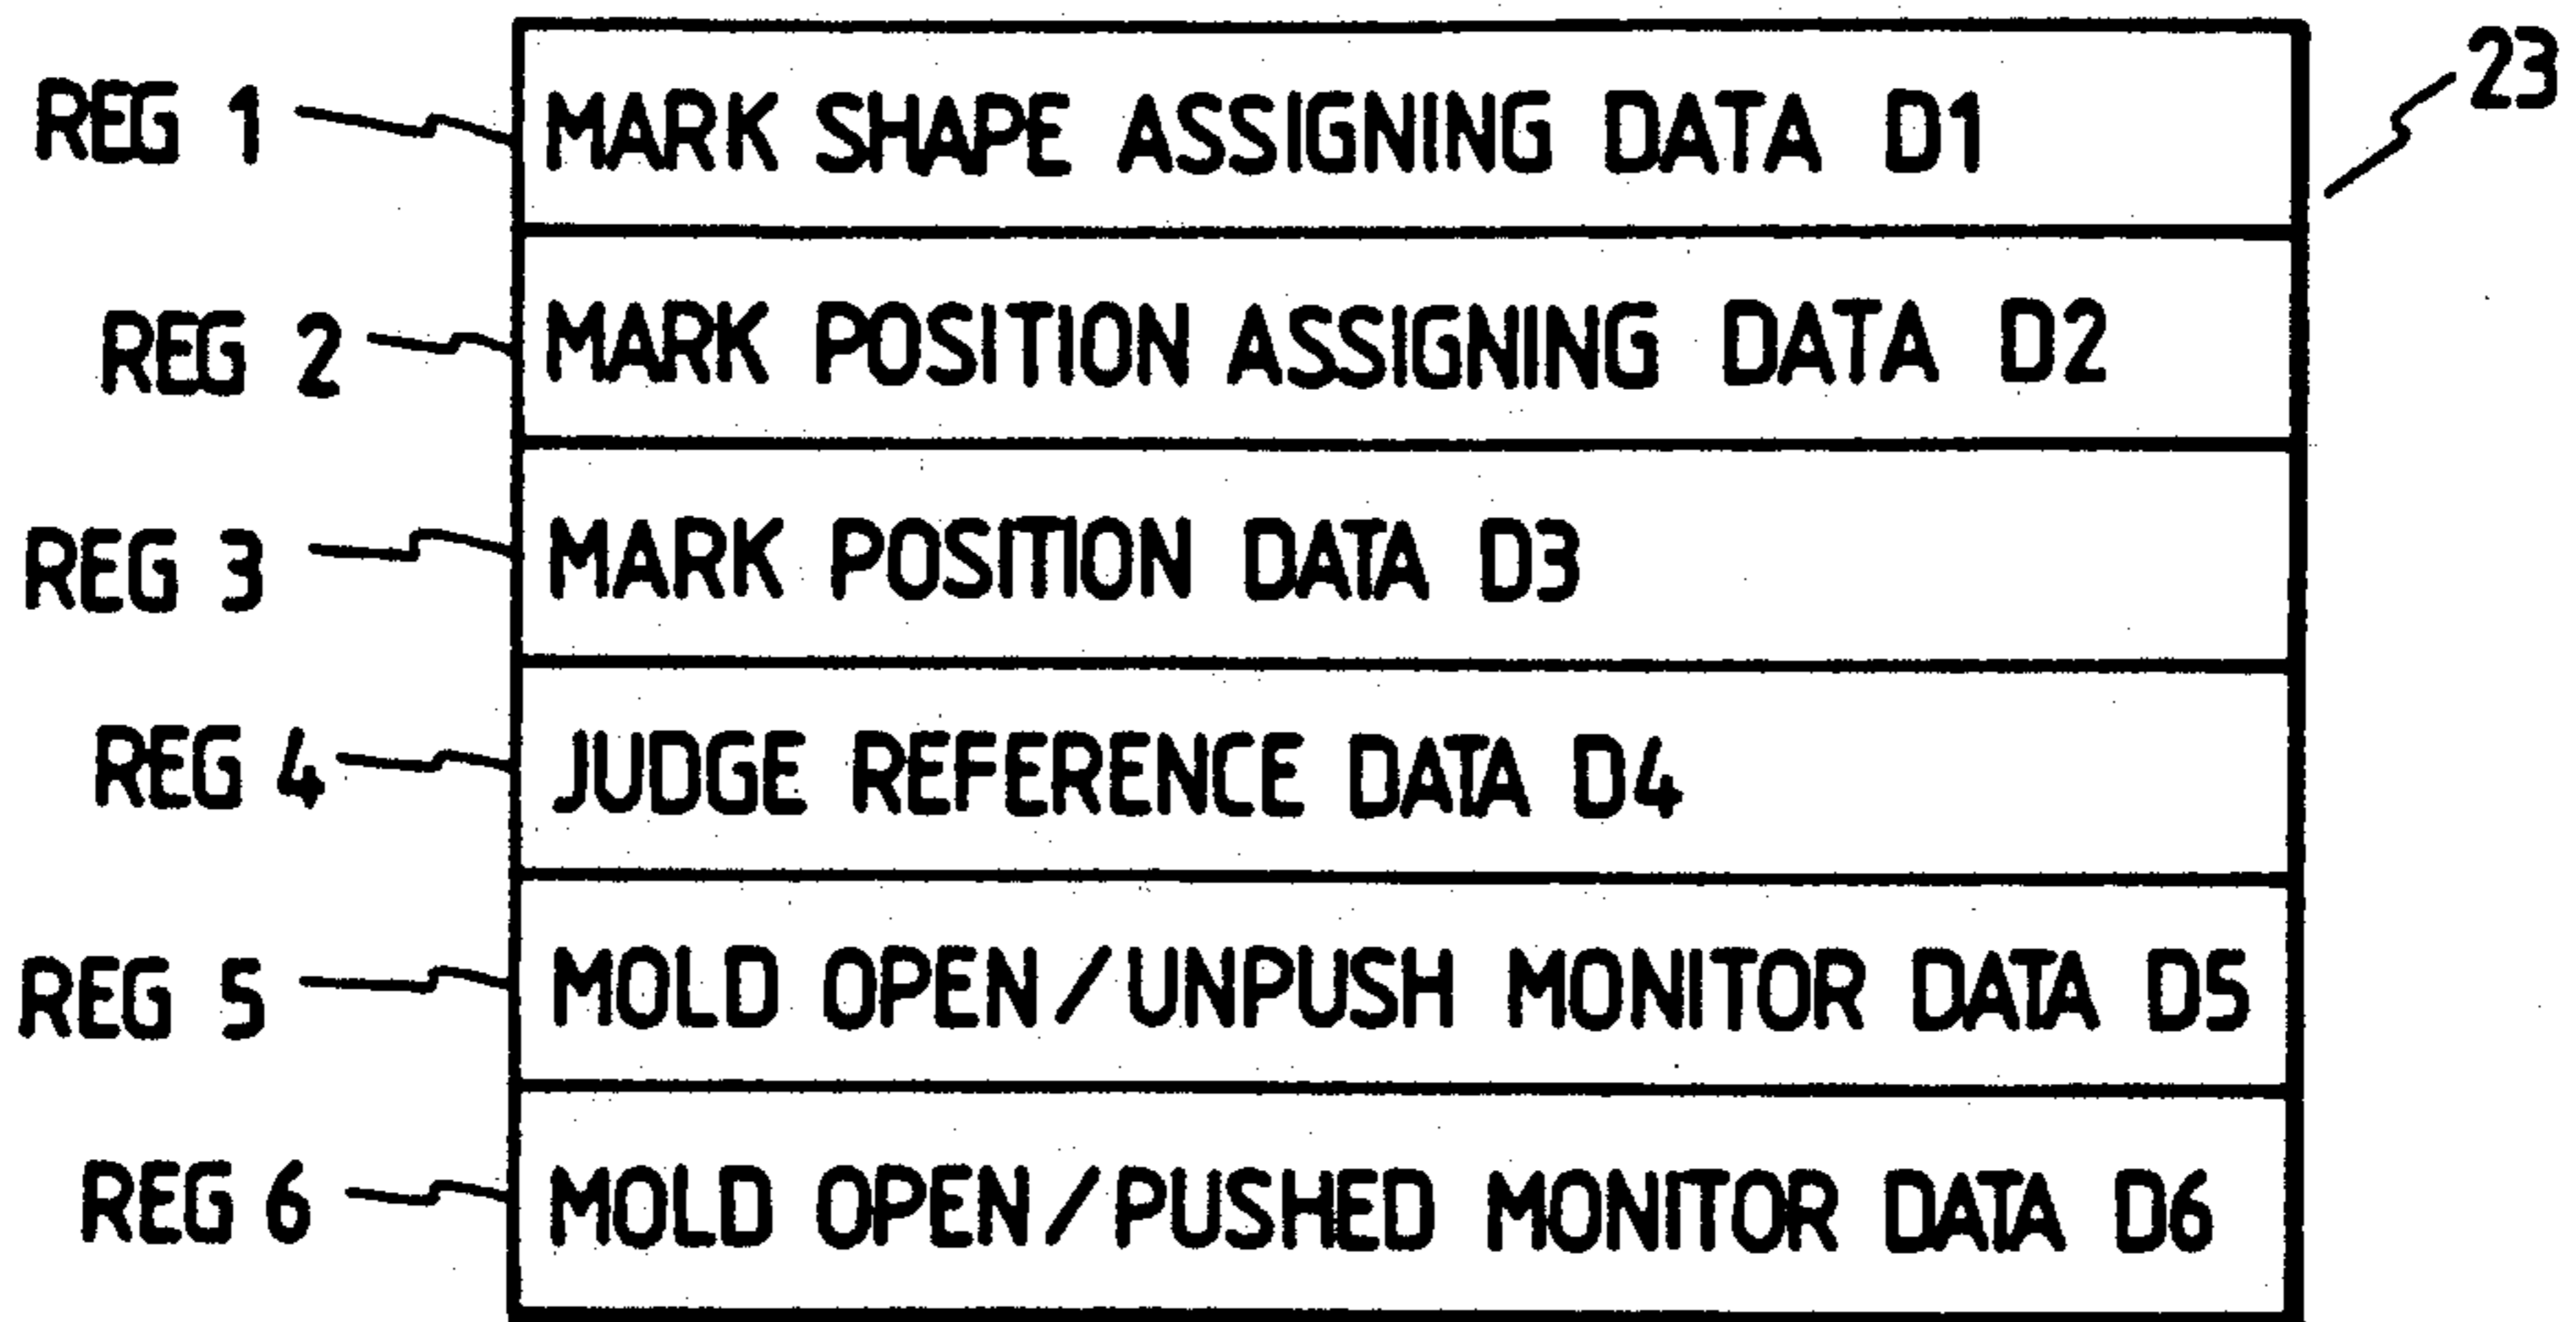 23
REG 1 MARK SHAPE ASSIGNING DATA D1
REG 2 MARK POSITION ASSIGNING DATA D2
REG 3 MARK POSITION DATA D3
REG 4 JUDGE REFERENCE DATA D4
REG 5 MOLD OPEN/UNPUSH MONITOR DATA D5
REG 6 MOLD OPEN/PUSHED MONITOR DATA D6